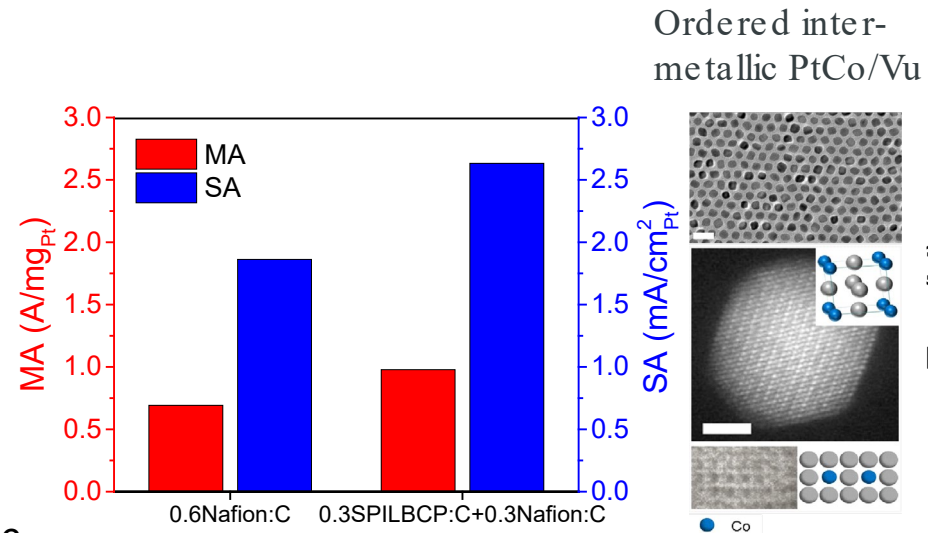 Ordered inter-
metallic PtCo/Vu
3.0
2.5
2.0
1.5
1.0
0.5
0.0
MA (A/mgPt)
MA
SA
3.0
2.5
2.0
1.5
1.0
0.5
0.0
SA (mA/cm²Pt)
0.6Nafion:C
0.3SPILBCP:C+0.3Nafion:C
Co